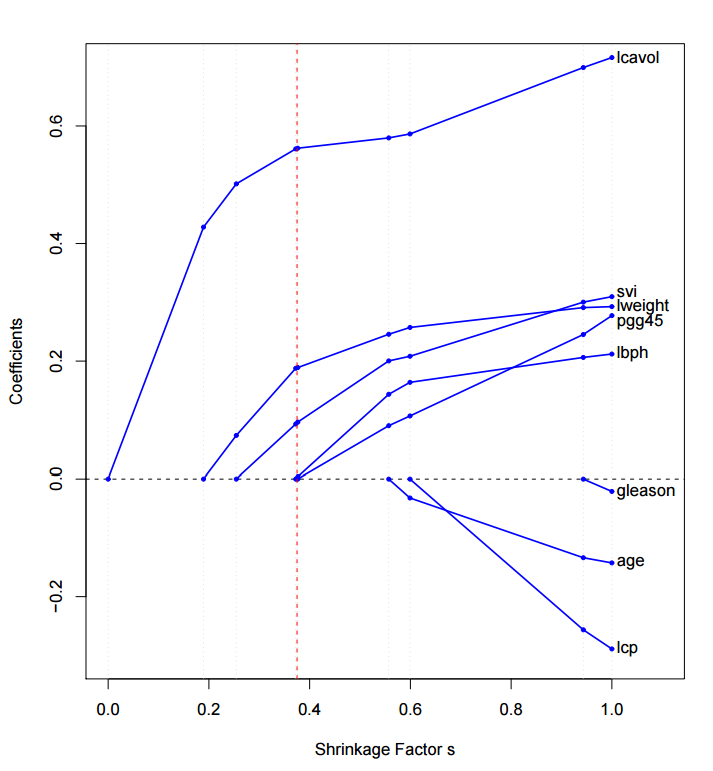 lcavol
svi
lweight
pgg45
lbph
gleason
age
lcp
Coefficients
0.6
0.4
0.2
0.0
−0.2
0.0 0.2 0.4 0.6 0.8 1.0
Shrinkage Factor s